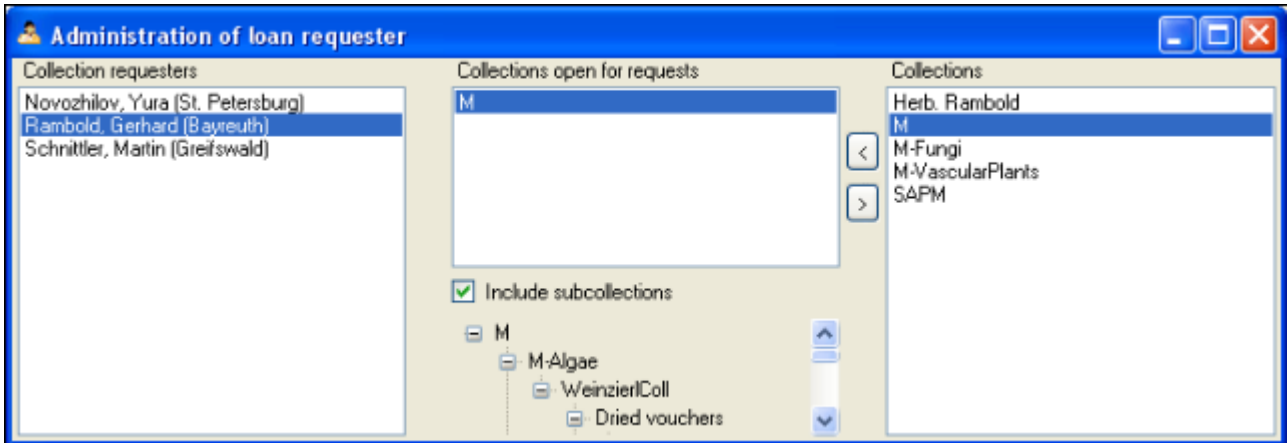 Administration of loan requester
Collection requesters
Novozhilov, Yura (St. Petersburg)
Rambold, Gerhard (Bayreuth)
Schnittler, Martin (Greifswald)
Collections open for requests
M
Include subcollections
M
M-Algae
WeinzierlColl
Dried vouchers
<
>
Collections
Herb. Rambold
M
M-Fungi
M-VascularPlants
SAPM